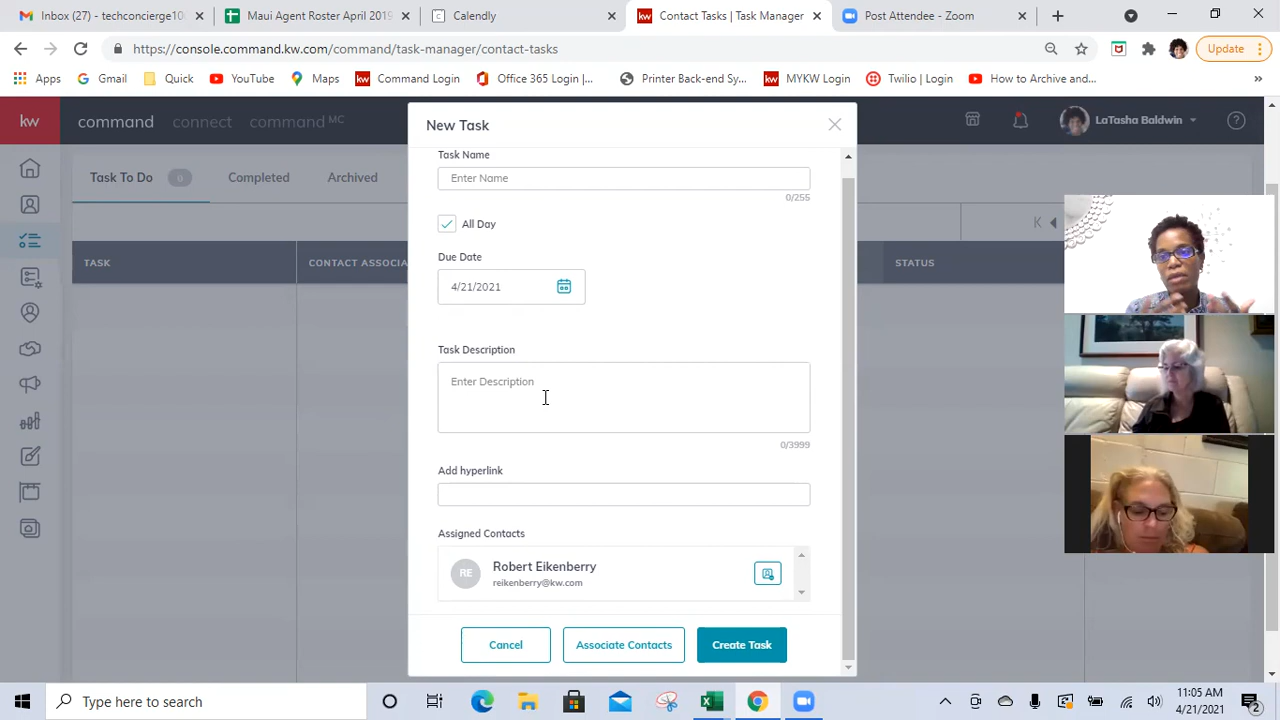 Inbox (27) - techconcierge10
Maui Agent Roster April 2019
Calendly
Contact Tasks | Task Manager
Post Attendee - Zoom
https://console.command.kw.com/command/task-manager/contact-tasks
Update
Apps
Gmail
Quick
YouTube
Maps
Command Login
Office 365 Login |...
Printer Back-end Sy...
MYKW Login
Twilio | Login
How to Archive and...
kw
command
connect
command MC
LaTasha Baldwin
New Task
Task To Do
0
Completed
Archived
TASK
CONTACT ASSOCIA
STATUS
Task Name
Enter Name
0/255
All Day
Due Date
4/21/2021
Task Description
Enter Description
0/3999
Add hyperlink
Assigned Contacts
RE
Robert Eikenberry
reikenberry@kw.com
Cancel
Associate Contacts
Create Task
Type here to search
11:05 AM
4/21/2021
2